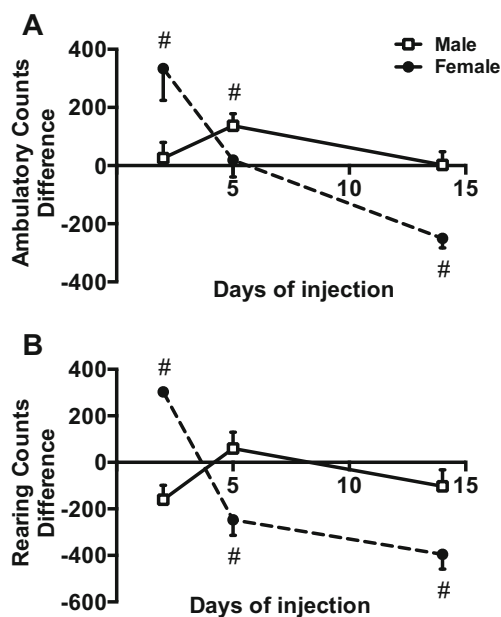 A
Male
Female
Ambulatory Counts
Difference
400
200
0
-200
-400
#
#
#
5
10
15
Days of injection
B
Rearing Counts
Difference
400
200
0
-200
-400
-600
#
#
#
5
10
15
Days of injection